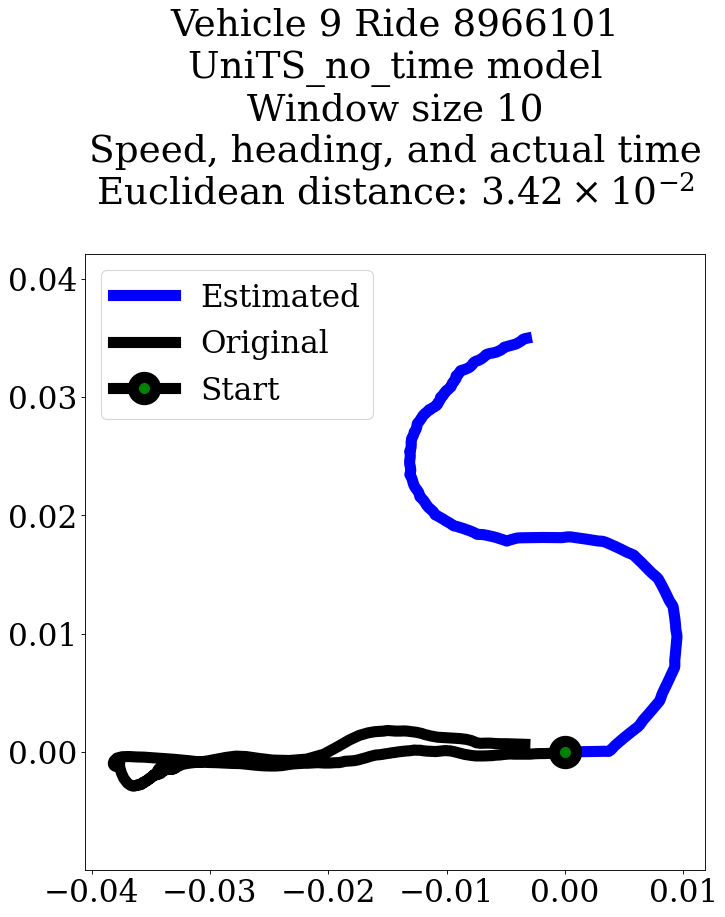 Vehicle 9 Ride 8966101
UniTS_no_time model
Window size 10
Speed, heading, and actual time
Euclidean distance: 3.42 × 10⁻²
0.04
Estimated
Original
Start
0.03
0.02
0.01
0.00
−0.04 −0.03 −0.02 −0.01 0.00 0.01